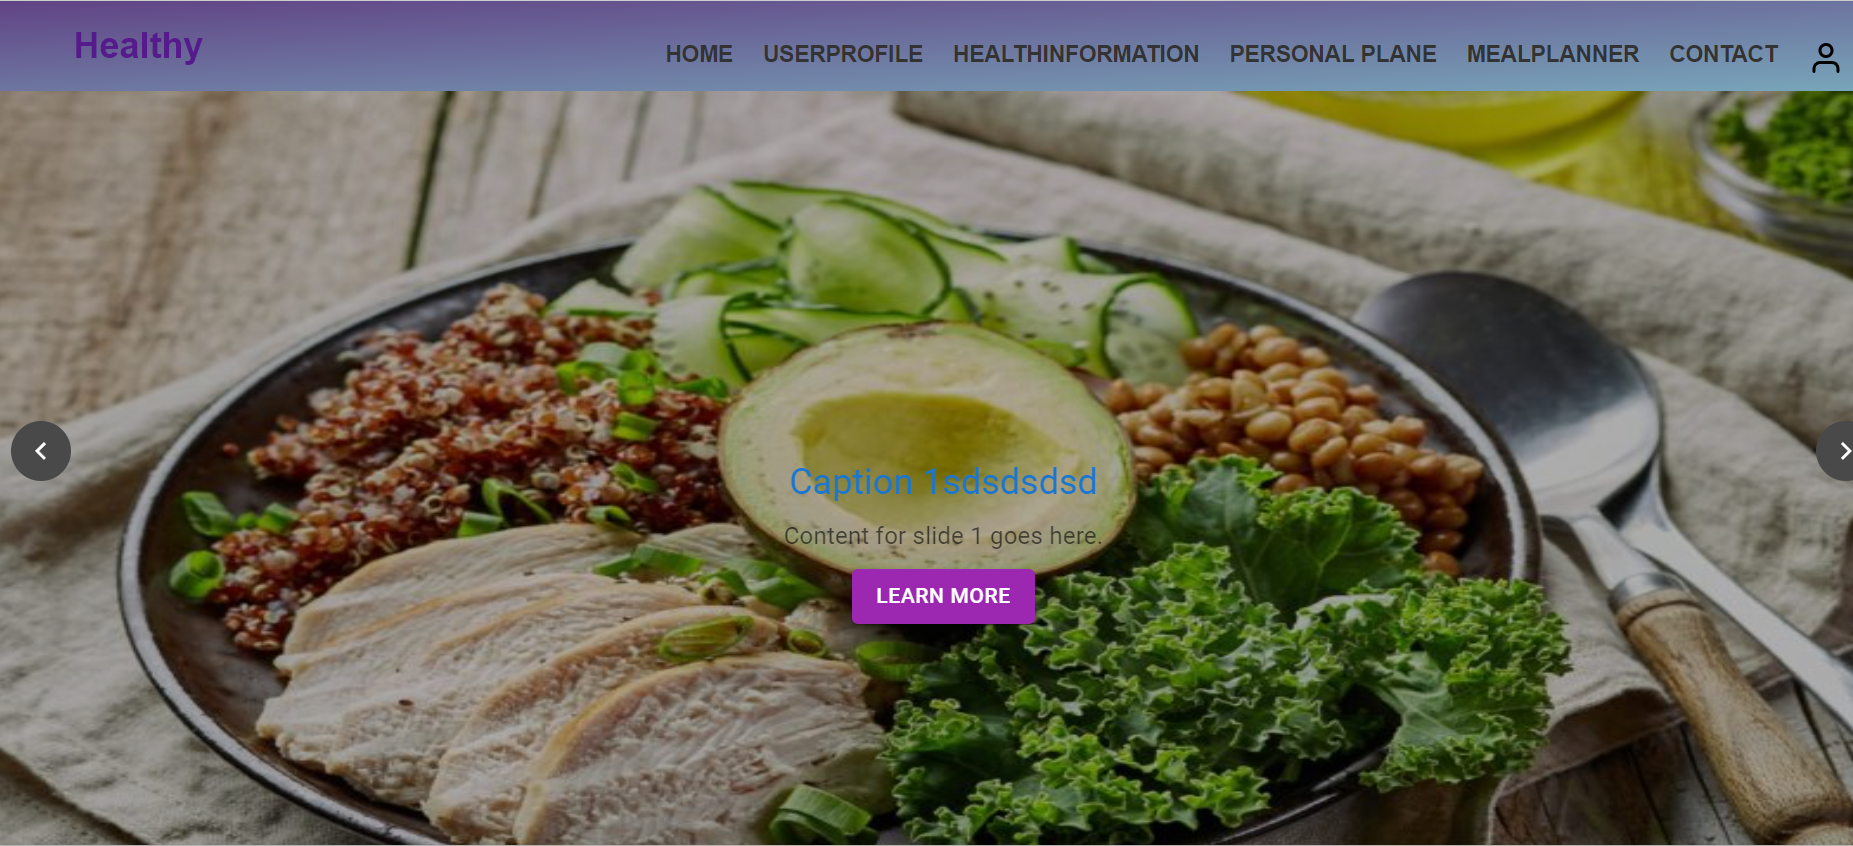 Healthy
HOME USERPROFILE HEALTHINFORMATION PERSONAL PLANE MEALPLANNER CONTACT
Caption 1sdsdsdsd
Content for slide 1 goes here.
LEARN MORE